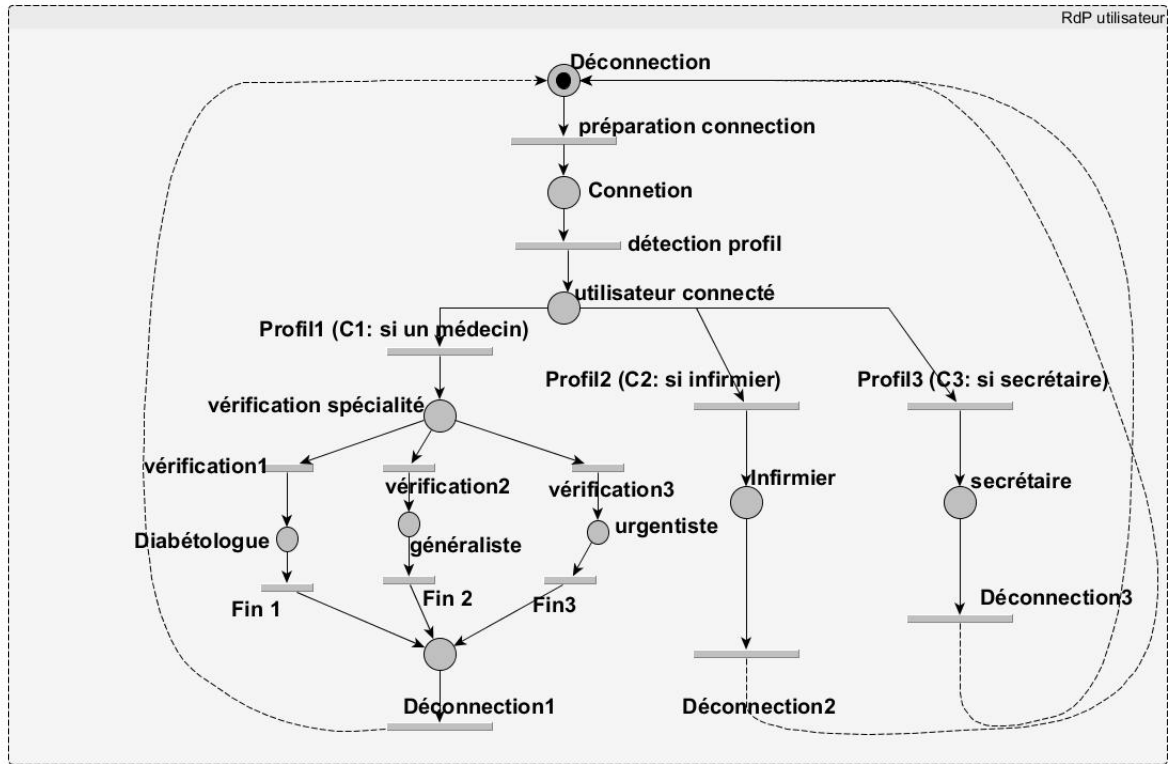 RdP utilisateur
Déconnection
préparation connection
Connetion
détection profil
utilisateur connecté
Profil1 (C1: si un médecin)
Profil2 (C2: si infirmier)
Profil3 (C3: si secrétaire)
vérification spécialité
vérification1
vérification2
vérification3
Infirmier
secrétaire
Diabétologue
généraliste
urgentiste
Fin 1
Fin 2
Fin3
Déconnection3
Déconnection1
Déconnection2